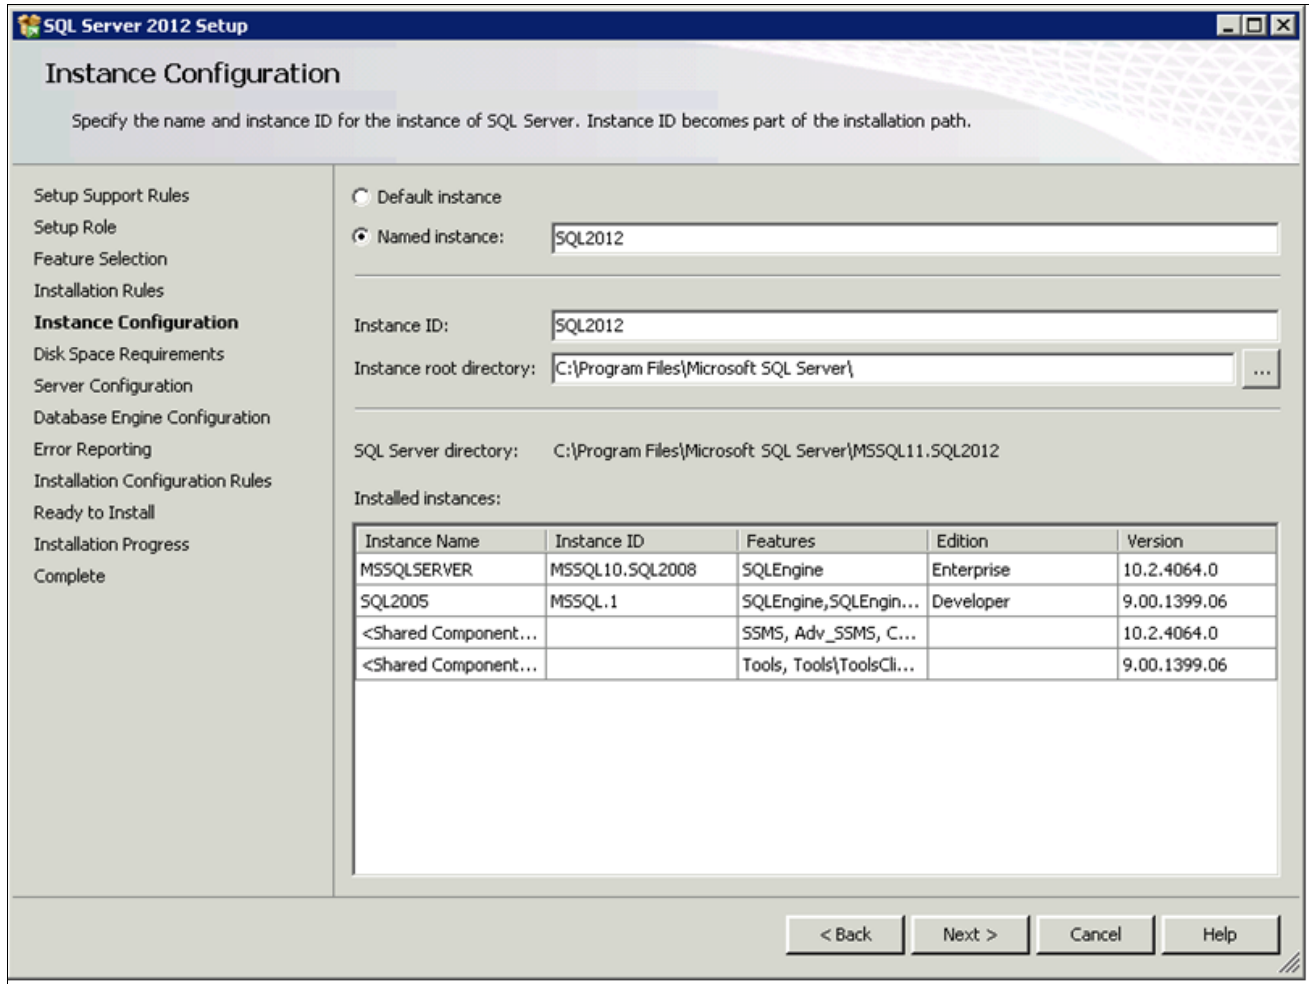 SQL Server 2012 Setup
Instance Configuration
Specify the name and instance ID for the instance of SQL Server. Instance ID becomes part of the installation path.
Setup Support Rules
Setup Role
Feature Selection
Installation Rules
Instance Configuration
Disk Space Requirements
Server Configuration
Database Engine Configuration
Error Reporting
Installation Configuration Rules
Ready to Install
Installation Progress
Complete
Default instance
Named instance: SQL2012
Instance ID: SQL2012
Instance root directory: C:\Program Files\Microsoft SQL Server\ ...
SQL Server directory: C:\Program Files\Microsoft SQL Server\MSSQL11.SQL2012
Installed instances:
Instance Name Instance ID Features Edition Version
MSSQLSERVER MSSQL10.SQL2008 SQLEngine Enterprise 10.2.4064.0
SQL2005 MSSQL.1 SQLEngine,SQLEngin... Developer 9.00.1399.06
<Shared Component... SSMS, Adv_SSMS, C... 10.2.4064.0
<Shared Component... Tools, Tools\ToolsCli... 9.00.1399.06
< Back Next > Cancel Help